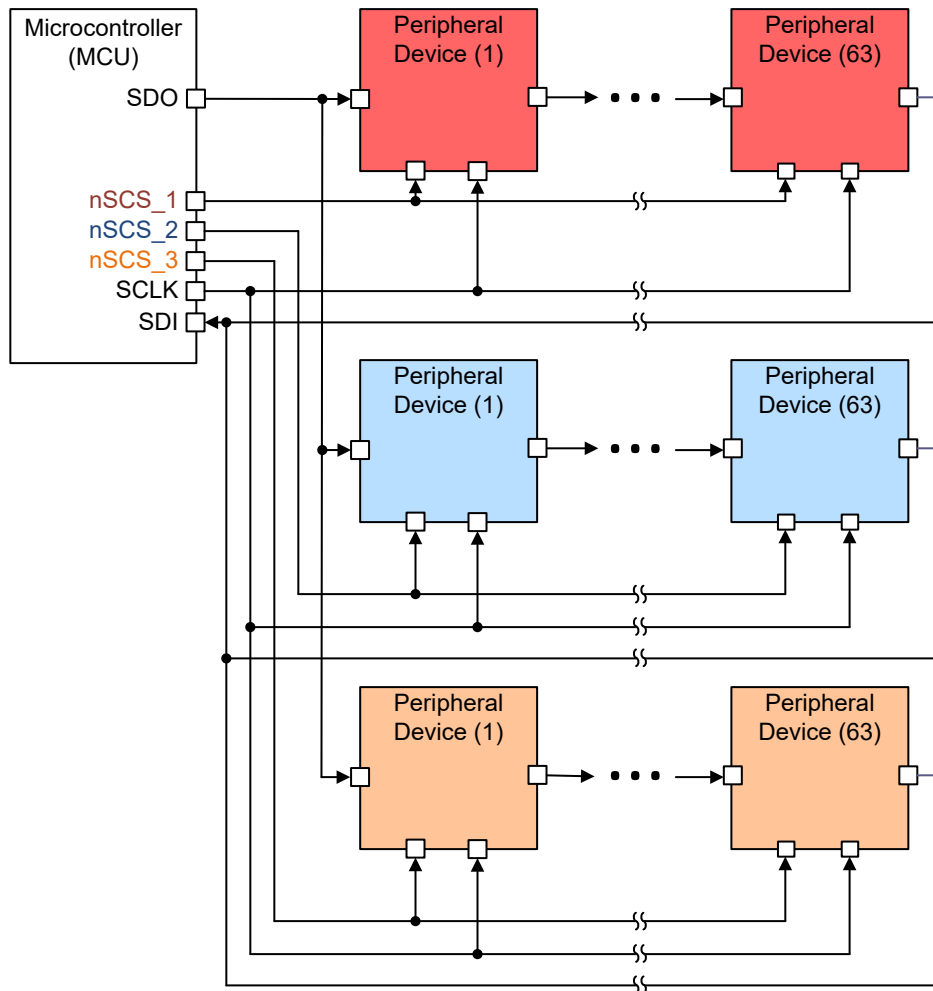 Microcontroller
(MCU)
SDO
nSCS_1
nSCS_2
nSCS_3
SCLK
SDI
Peripheral
Device (1)
Peripheral
Device (63)
Peripheral
Device (1)
Peripheral
Device (63)
Peripheral
Device (1)
Peripheral
Device (63)